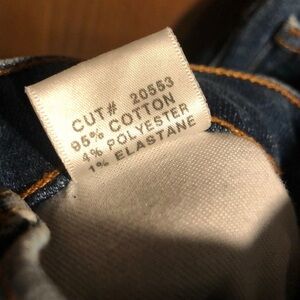 CUT# 20553
95% COTTON
4% POLYESTER
1% ELASTANE